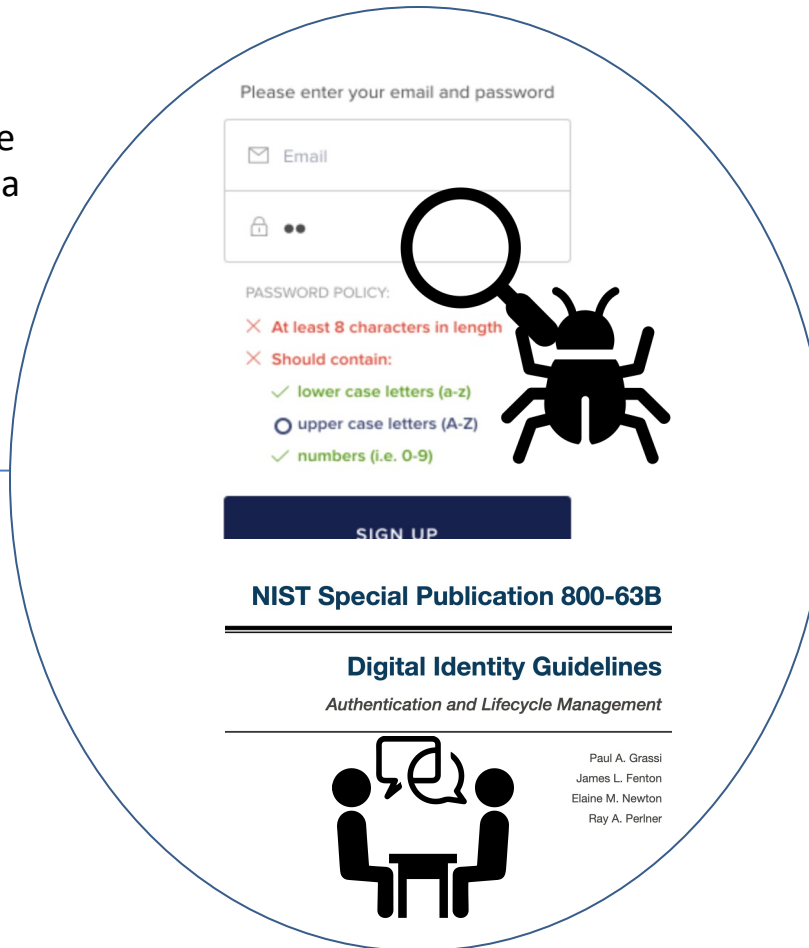 e
a
Please enter your email and password
Email
PASSWORD POLICY:
At least 8 characters in length
Should contain:
lower case letters (a-z)
upper case letters (A-Z)
numbers (i.e. 0-9)
SIGN UP
NIST Special Publication 800-63B
Digital Identity Guidelines
Authentication and Lifecycle Management
Paul A. Grassi
James L. Fenton
Elaine M. Newton
Ray A. Perlner